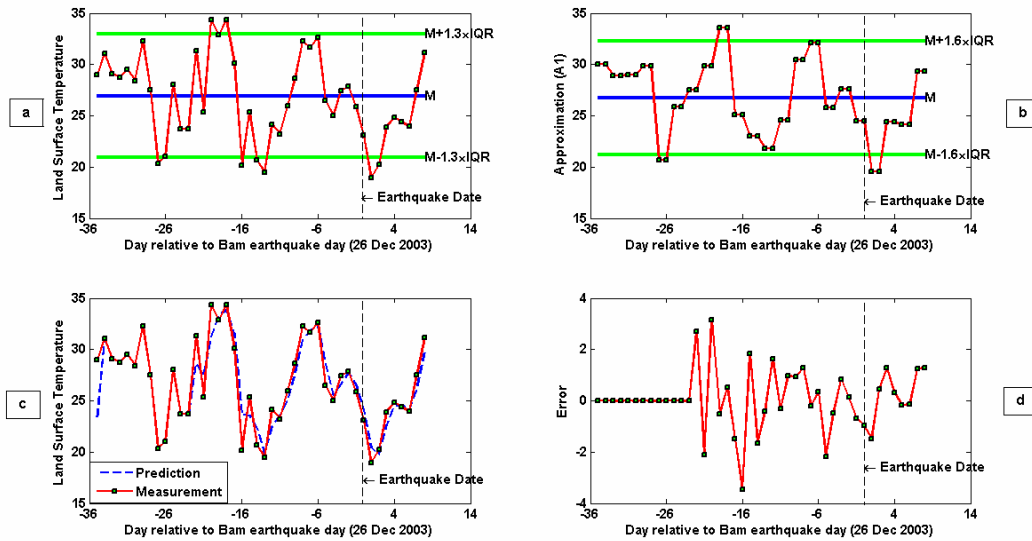 a
Land Surface Temperature
35
30
25
20
15
M+1.3×IQR
M
M-1.3×IQR
← Earthquake Date
-36 -26 -16 -6 4 14
Day relative to Bam earthquake day (26 Dec 2003)
b
Approximation (A1)
35
30
25
20
15
M+1.6×IQR
M
M-1.6×IQR
← Earthquake Date
-36 -26 -16 -6 4 14
Day relative to Bam earthquake day (26 Dec 2003)
c
Land Surface Temperature
35
30
25
20
15
Prediction
Measurement
← Earthquake Date
-36 -26 -16 -6 4 14
Day relative to Bam earthquake day (26 Dec 2003)
d
Error
4
2
0
-2
-4
← Earthquake Date
-36 -26 -16 -6 4 14
Day relative to Bam earthquake day (26 Dec 2003)